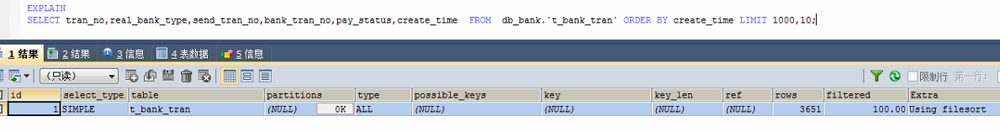 EXPLAIN
SELECT tran_no,real_bank_type,send_tran_no,bank_tran_no,pay_status,create_time FROM db_bank.`t_bank_tran` ORDER BY create_time LIMIT 1000,10;
1 结果 2 结果 3 信息 4 表数据 5 信息
(只读) 限制行 第一行:
id select_type table partitions type possible_keys key key_len ref rows filtered Extra
1 SIMPLE t_bank_tran (NULL) 0K ALL (NULL) (NULL) (NULL) (NULL) 3651 100.00 Using filesort